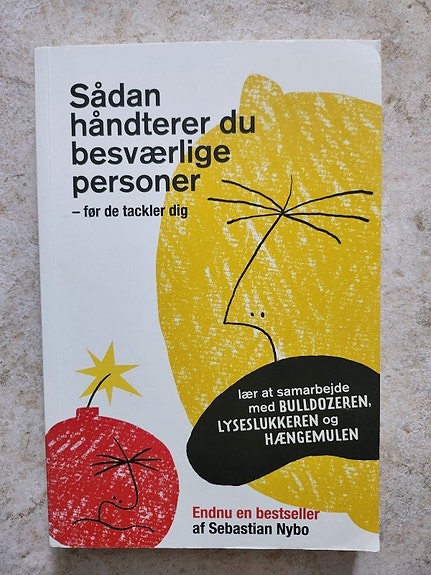 Sådan
håndterer du
besværlige
personer
– før de tackler dig
lær at samarbejde
med BULLDOZEREN,
LYSESLUKKEREN og
HÆNGEMULEN
Endnu en bestseller
af Sebastian Nybo